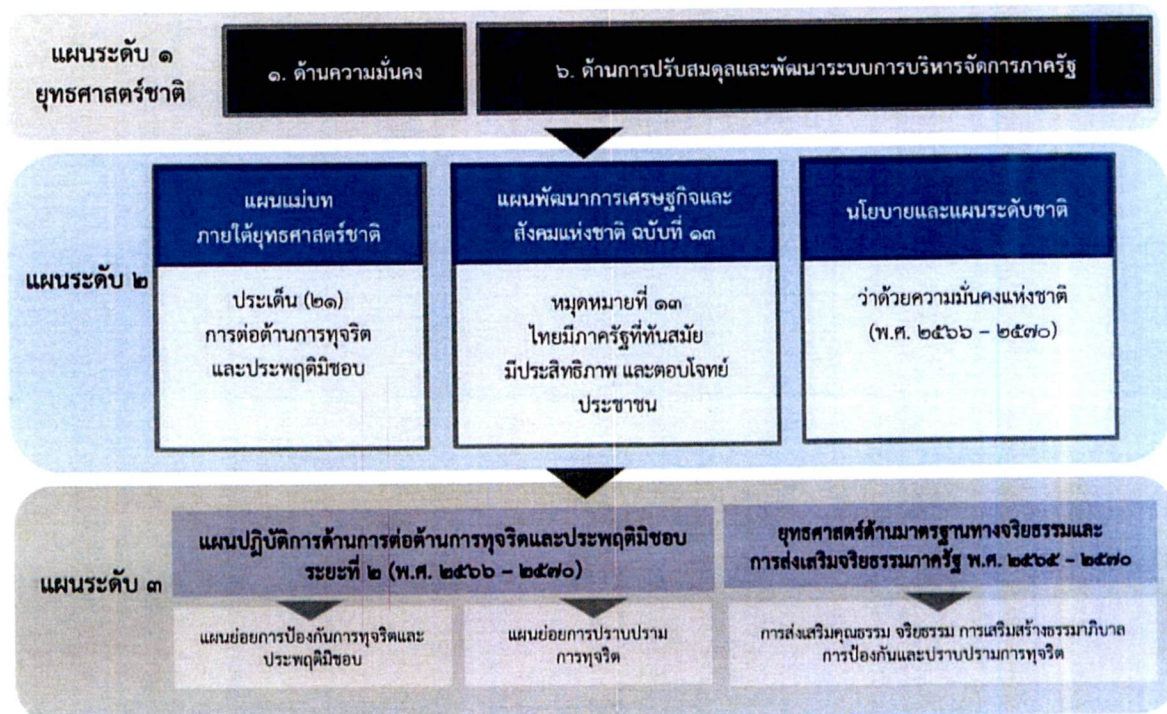 แผนระดับ ๑
ยุทธศาสตร์ชาติ
๑. ด้านความมั่นคง
๖. ด้านการปรับสมดุลและพัฒนาระบบการบริหารจัดการภาครัฐ
แผนระดับ ๒
แผนแม่บท
ภายใต้ยุทธศาสตร์ชาติ
ประเด็น (๒๑)
การต่อต้านการทุจริต
และประพฤติมิชอบ
แผนพัฒนาการเศรษฐกิจและ
สังคมแห่งชาติ ฉบับที่ ๑๓
หมุดหมายที่ ๑๓
ไทยมีภาครัฐที่ทันสมัย
มีประสิทธิภาพ และตอบโจทย์
ประชาชน
นโยบายและแผนระดับชาติ
ว่าด้วยความมั่นคงแห่งชาติ
(พ.ศ. ๒๕๖๖ – ๒๕๗๐)
แผนระดับ ๓
แผนปฏิบัติการด้านการต่อต้านการทุจริตและประพฤติมิชอบ
ระยะที่ ๒ (พ.ศ. ๒๕๖๖ – ๒๕๗๐)
แผนย่อยการป้องกันการทุจริตและ
ประพฤติมิชอบ
แผนย่อยการปราบปราม
การทุจริต
ยุทธศาสตร์ด้านมาตรฐานทางจริยธรรมและ
การส่งเสริมจริยธรรมภาครัฐ พ.ศ. ๒๕๖๕ – ๒๕๗๐
การส่งเสริมคุณธรรม จริยธรรม การเสริมสร้างธรรมาภิบาล
การป้องกันและปราบปรามการทุจริต